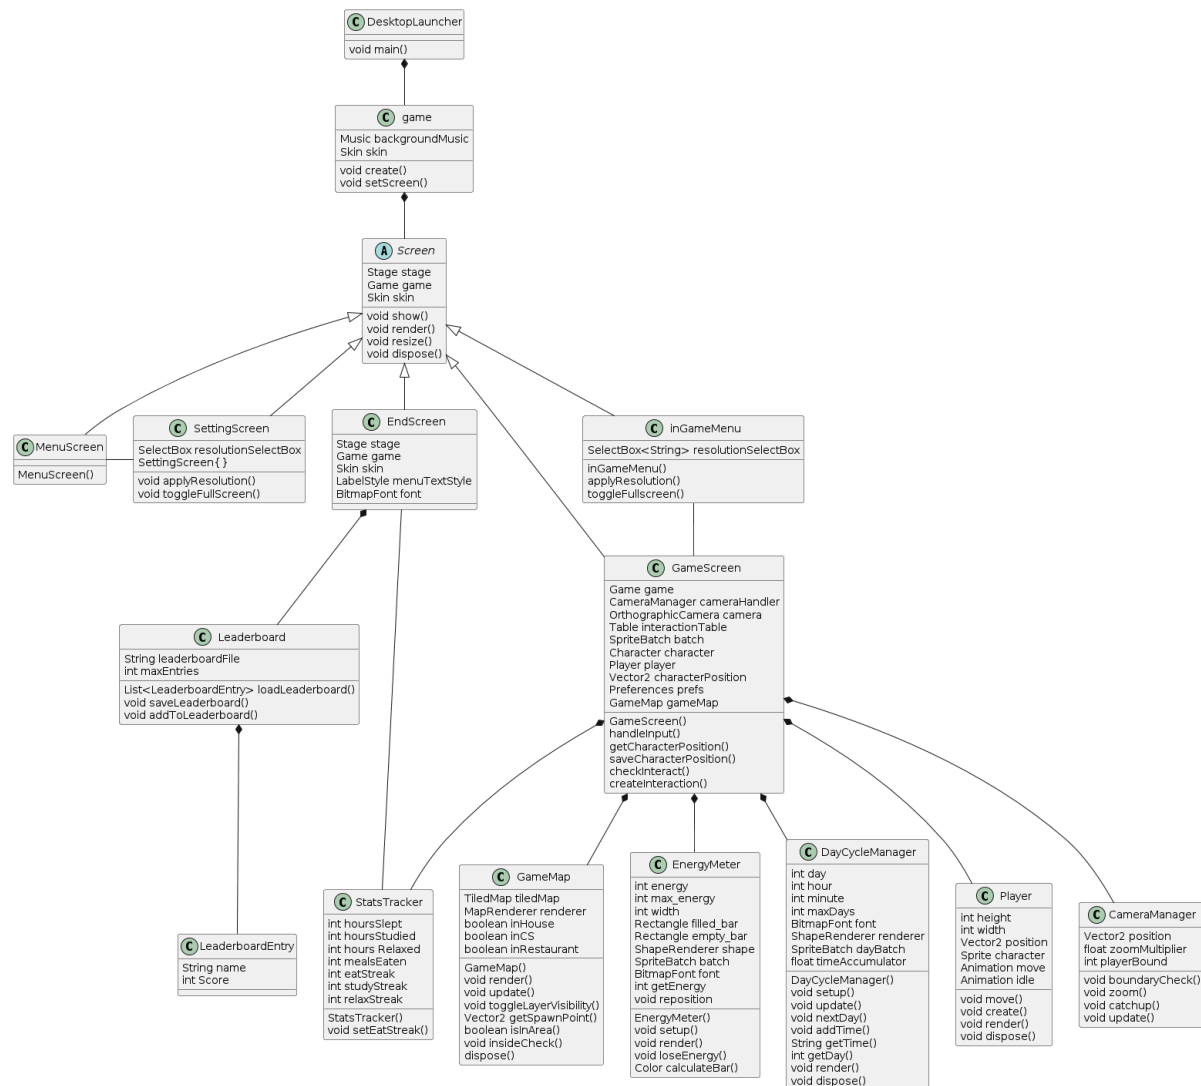 C DesktopLauncher
void main()
C game
Music backgroundMusic
Skin skin
void create()
void setScreen()
A Screen
Stage stage
Game game
Skin skin
void show()
void render()
void resize()
void dispose()
C MenuScreen
MenuScreen()
C SettingScreen
SelectBox resolutionSelectBox
SettingScreen{ }
void applyResolution()
void toggleFullScreen()
C EndScreen
Stage stage
Game game
Skin skin
LabelStyle menuTextStyle
BitmapFont font
C inGameMenu
SelectBox<String> resolutionSelectBox
inGameMenu()
applyResolution()
toggleFullscreen()
C GameScreen
Game game
CameraManager cameraHandler
OrthographicCamera camera
Table interactionTable
SpriteBatch batch
Character character
Player player
Vector2 characterPosition
Preferences prefs
GameMap gameMap
GameScreen()
handleInput()
getCharacterPosition()
saveCharacterPosition()
checkInteract()
createInteraction()
C Leaderboard
String leaderboardFile
int maxEntries
List<LeaderboardEntry> loadLeaderboard()
void saveLeaderboard()
void addToLeaderboard()
C LeaderboardEntry
String name
int Score
C StatsTracker
int hoursSlept
int hoursStudied
int hours Relaxed
int mealsEaten
int eatStreak
int studyStreak
int relaxStreak
StatsTracker()
void setEatStreak()
C GameMap
TiledMap tiledMap
MapRenderer renderer
boolean inHouse
boolean inCS
boolean inRestaurant
GameMap()
void render()
void update()
void toggleLayerVisibility()
Vector2 getSpawnPoint()
boolean isInArea()
void insideCheck()
dispose()
C EnergyMeter
int energy
int max_energy
int width
Rectangle filled_bar
Rectangle empty_bar
ShapeRenderer shape
SpriteBatch batch
BitmapFont font
int getEnergy
void reposition
EnergyMeter()
void setup()
void render()
void loseEnergy()
Color calculateBar()
C DayCycleManager
int day
int hour
int minute
int maxDays
BitmapFont font
ShapeRenderer renderer
SpriteBatch dayBatch
float timeAccumulator
DayCycleManager()
void setup()
void update()
void nextDay()
void addTime()
String getTime()
int getDay()
void render()
void dispose()
C Player
int height
int width
Vector2 position
Sprite character
Animation move
Animation idle
void move()
void create()
void render()
void dispose()
C CameraManager
Vector2 position
float zoomMultiplier
int playerBound
void boundaryCheck()
void zoom()
void catchup()
void update()